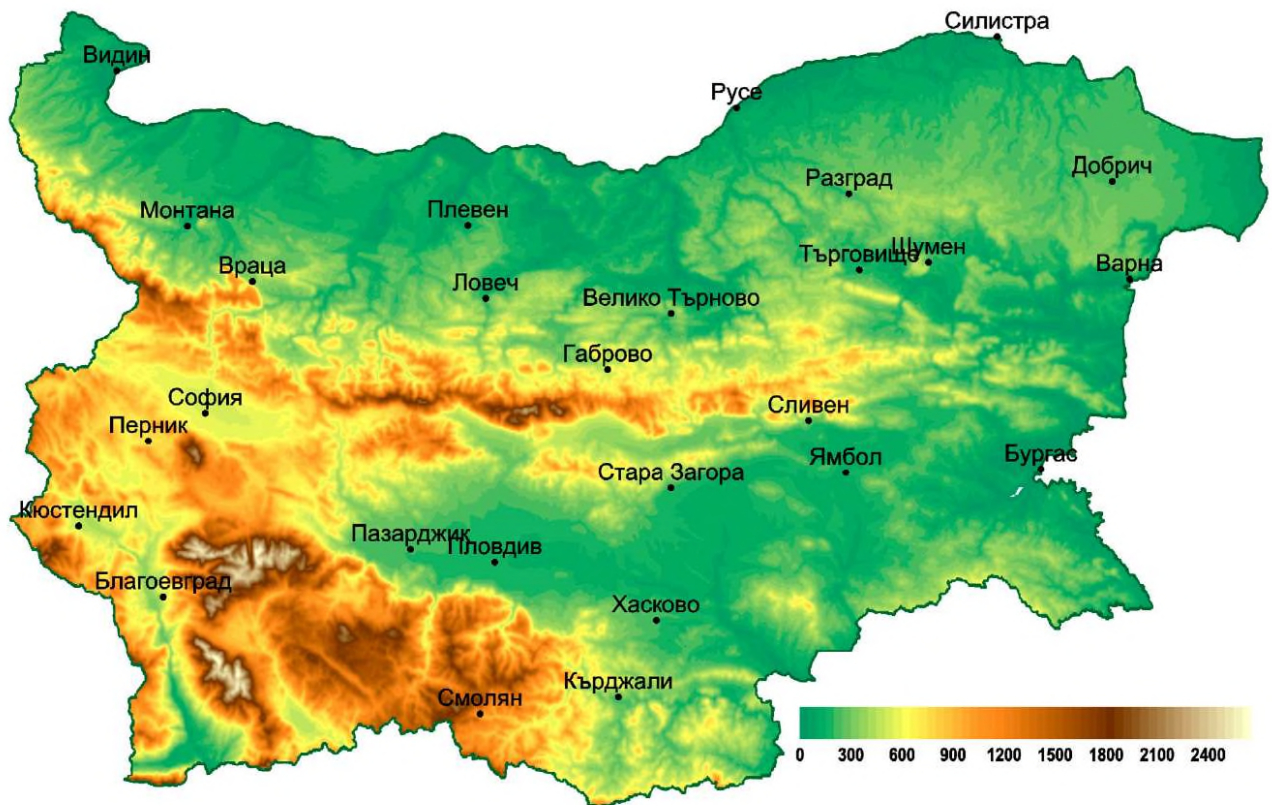 Силистра
Видин
Русе
Добрич
Разград
Монтана
Плевен
Шумен
Търговище
Варна
Враца
Ловеч
Велико Търново
Габрово
София
Сливен
Перник
Ямбол
Бургас
Стара Загора
Кюстендил
Пазарджик
Пловдив
Благоевград
Хасково
Кърджали
Смолян
0 300 600 900 1200 1500 1800 2100 2400